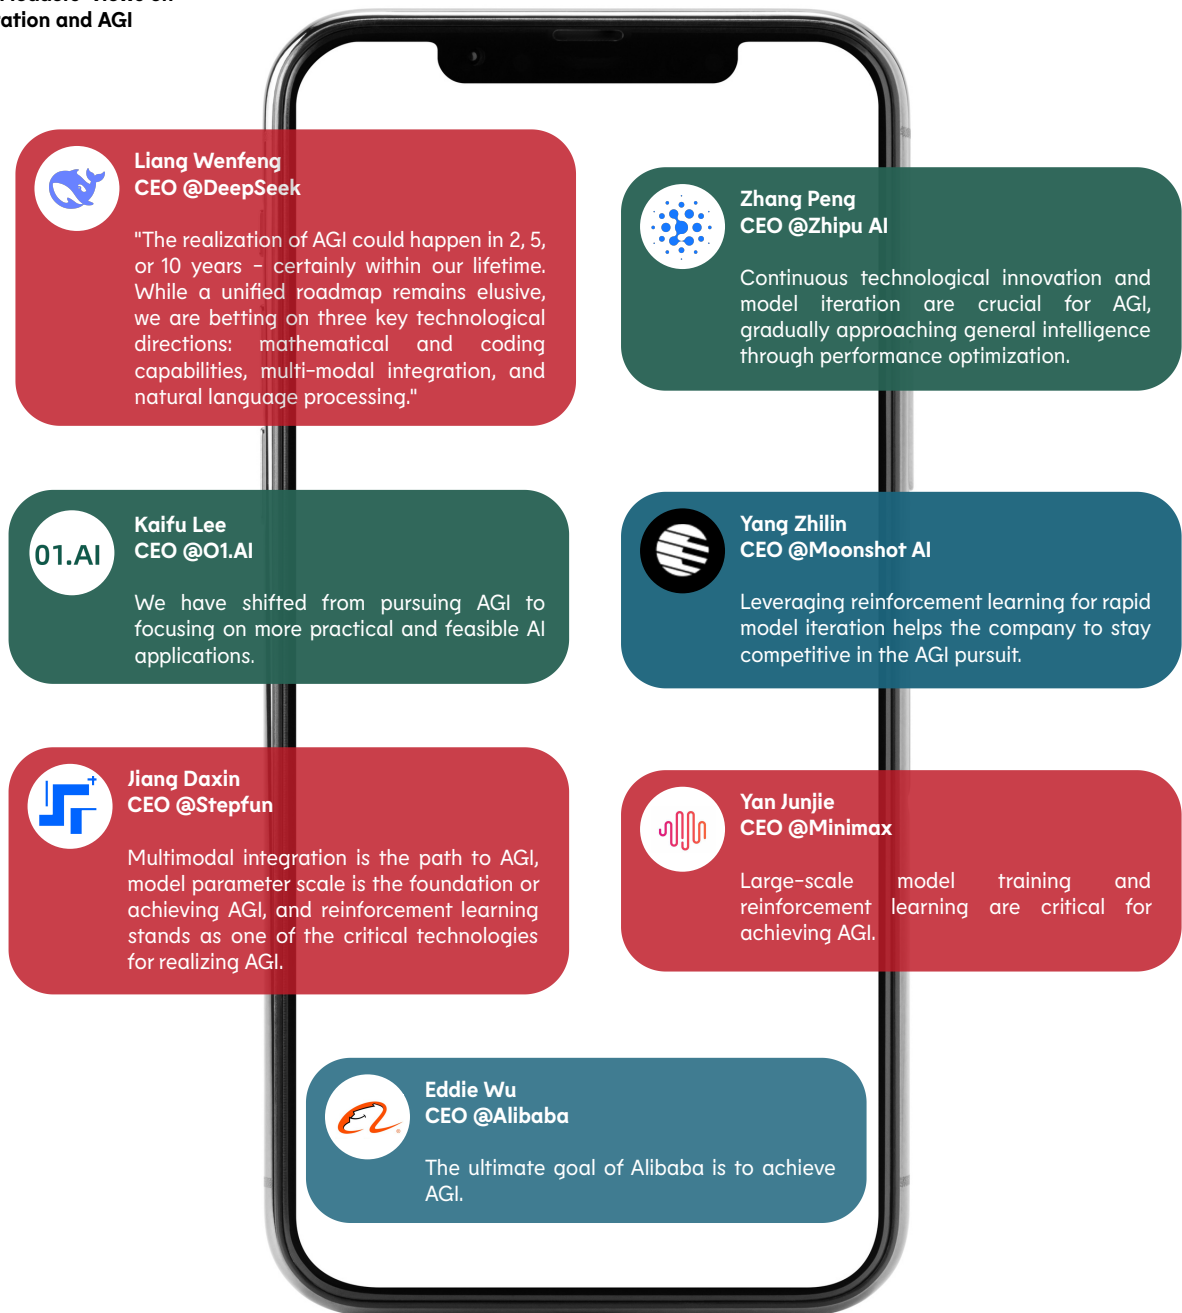 ration and AGI
Liang Wenfeng
CEO @DeepSeek
"The realization of AGI could happen in 2, 5,
or 10 years - certainly within our lifetime.
While a unified roadmap remains elusive,
we are betting on three key technological
directions: mathematical and coding
capabilities, multi-modal integration, and
natural language processing."
Zhang Peng
CEO @Zhipu AI
Continuous technological innovation and
model iteration are crucial for AGI,
gradually approaching general intelligence
through performance optimization.
01.AI
Kaifu Lee
CEO @01.AI
We have shifted from pursuing AGI to
focusing on more practical and feasible AI
applications.
Yang Zhilin
CEO @Moonshot AI
Leveraging reinforcement learning for rapid
model iteration helps the company to stay
competitive in the AGI pursuit.
Jiang Daxin
CEO @Stepfun
Multimodal integration is the path to AGI,
model parameter scale is the foundation or
achieving AGI, and reinforcement learning
stands as one of the critical technologies
for realizing AGI.
Yan Junjie
CEO @Minimax
Large-scale model training and
reinforcement learning are critical for
achieving AGI.
Eddie Wu
CEO @Alibaba
The ultimate goal of Alibaba is to achieve
AGI.